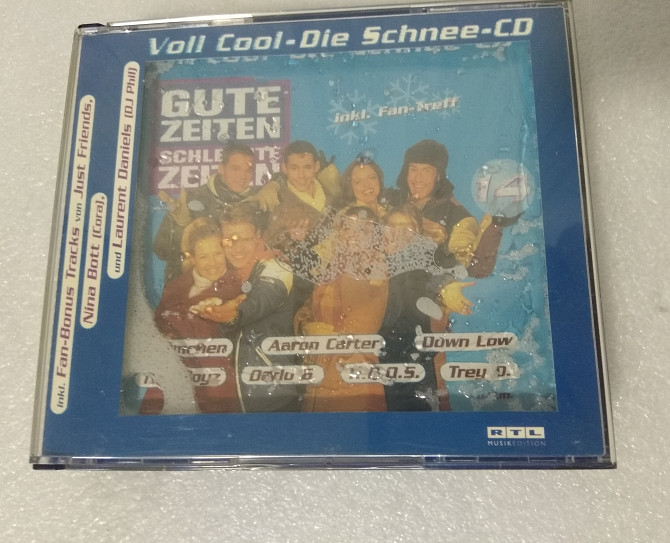 Voll Cool-Die Schnee-CD
inkl. Fan-Bonus Tracks von Just Friends,
Nina Bott (Cora),
und Laurent Daniels (DJ Phil)
GUTE
ZEITEN
SCHLECHTE
ZEITEN
inkl. Fan-Treff
14
Aaron Carter
Down Low
Trey D.
RTL
MUSIKEDITION